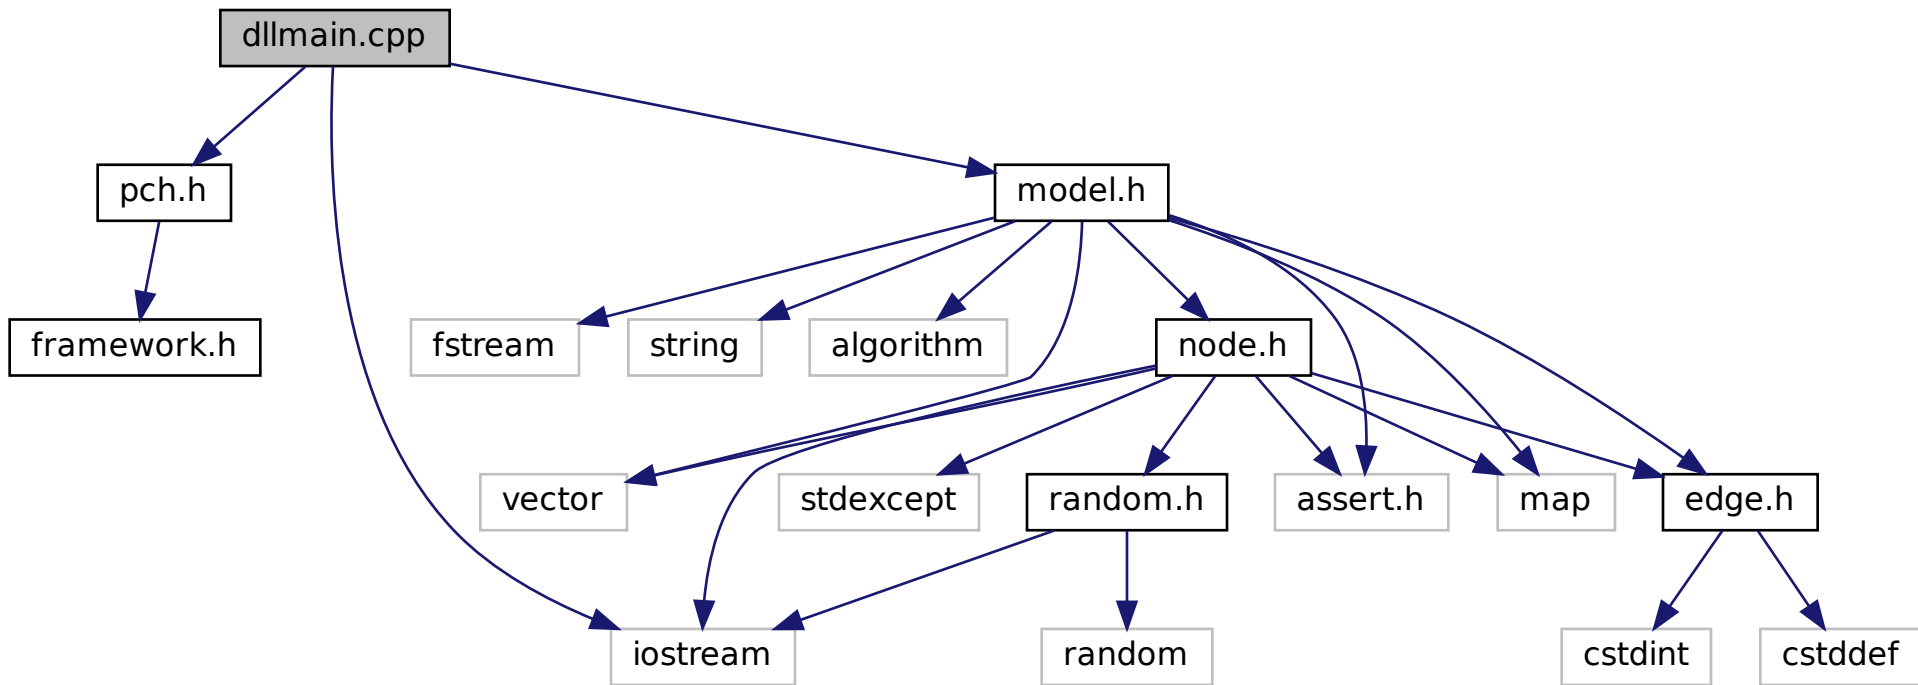 dllmain.cpp
pch.h
model.h
framework.h
fstream
string
algorithm
node.h
vector
stdexcept
random.h
assert.h
map
edge.h
iostream
random
cstdint
cstddef